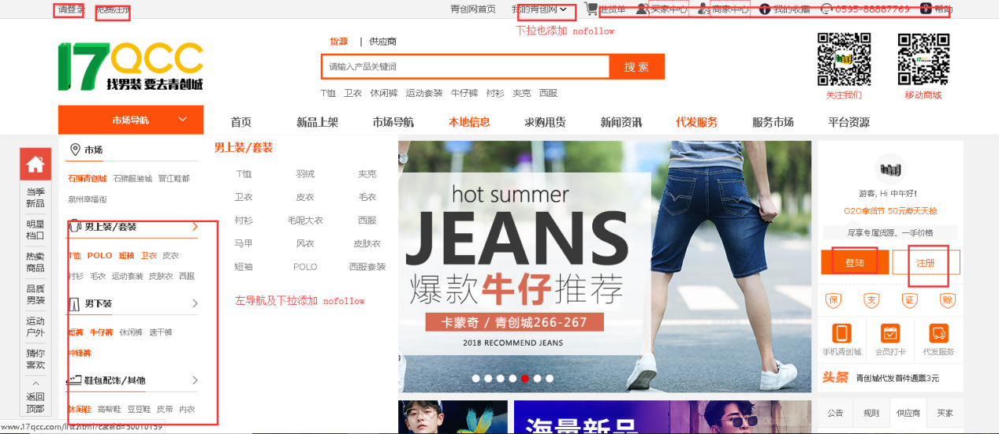 请登录 免费注册 青创网首页 我的青创网 进货单 买家中心 商家中心 我的收藏 0595-88887769 帮助
下拉也添加 nofollow
17QCC
找男装 要去青创城
货源 | 供应商
请输入产品关键词 搜 索
T恤 卫衣 休闲裤 运动套装 牛仔裤 衬衫 夹克 西服
关注我们 移动商城
市场导航 首页 新品上架 市场导航 本地信息 求购甩货 新闻资讯 代发服务 服务市场 平台资源
当季
新品
明星
档口
热卖
商品
品质
男装
运动
户外
猜你
喜欢
返回
顶部
市场
石狮青创城 石狮服装城 晋江鞋都
泉州幸福街
男上装/套装
T恤 POLO 短袖 卫衣 皮衣
衬衫 毛衣 运动套装 皮肤衣 西服
男下装
短裤 牛仔裤 休闲裤 速干裤
冲锋裤
鞋包配饰/其他
休闲鞋 高帮鞋 豆豆鞋 皮带 内衣
www.17qcc.com/list.html?cateid=50010159
男上装/套装
T恤 羽绒 夹克
卫衣 皮衣 毛衣
衬衫 毛呢大衣 西服
马甲 风衣 皮肤衣
短袖 POLO 西服套装
左导航及下拉添加 nofollow
hot summer
JEANS
爆款牛仔推荐
卡蒙奇 / 青创城266-267
2018 RECOMMEND JEANS
海量新品
游客, Hi 中午好!
O2O拿货节 50元券天天抢
尽享专属货源、一手价格
登陆 注册
保 支 证 赊
手机青创城 会员打卡 代发服务
头条 青创城代发首件通票3元
公告 规则 供应商 买家